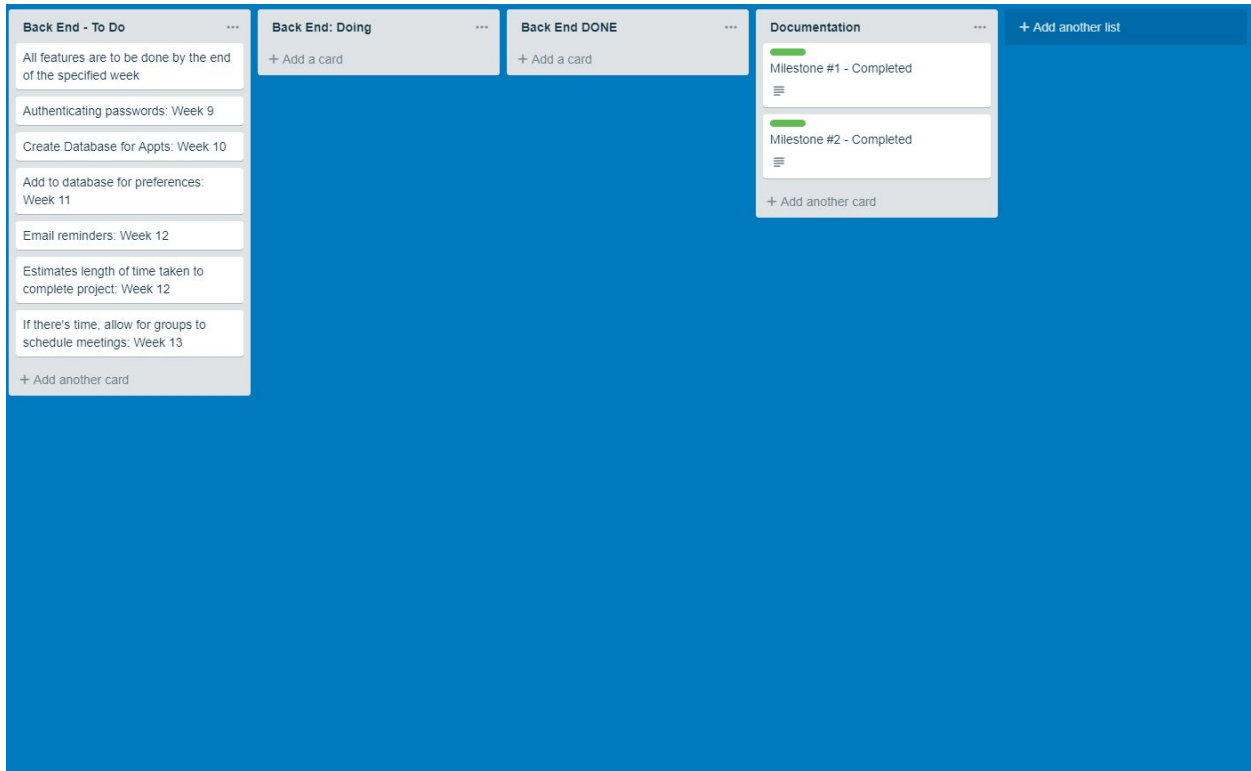 Back End - To Do
All features are to be done by the end
of the specified week
Authenticating passwords: Week 9
Create Database for Appts: Week 10
Add to database for preferences:
Week 11
Email reminders: Week 12
Estimates length of time taken to
complete project: Week 12
If there's time, allow for groups to
schedule meetings: Week 13
+ Add another card
Back End: Doing
+ Add a card
Back End DONE
+ Add a card
Documentation
Milestone #1 - Completed
Milestone #2 - Completed
+ Add another card
+ Add another list